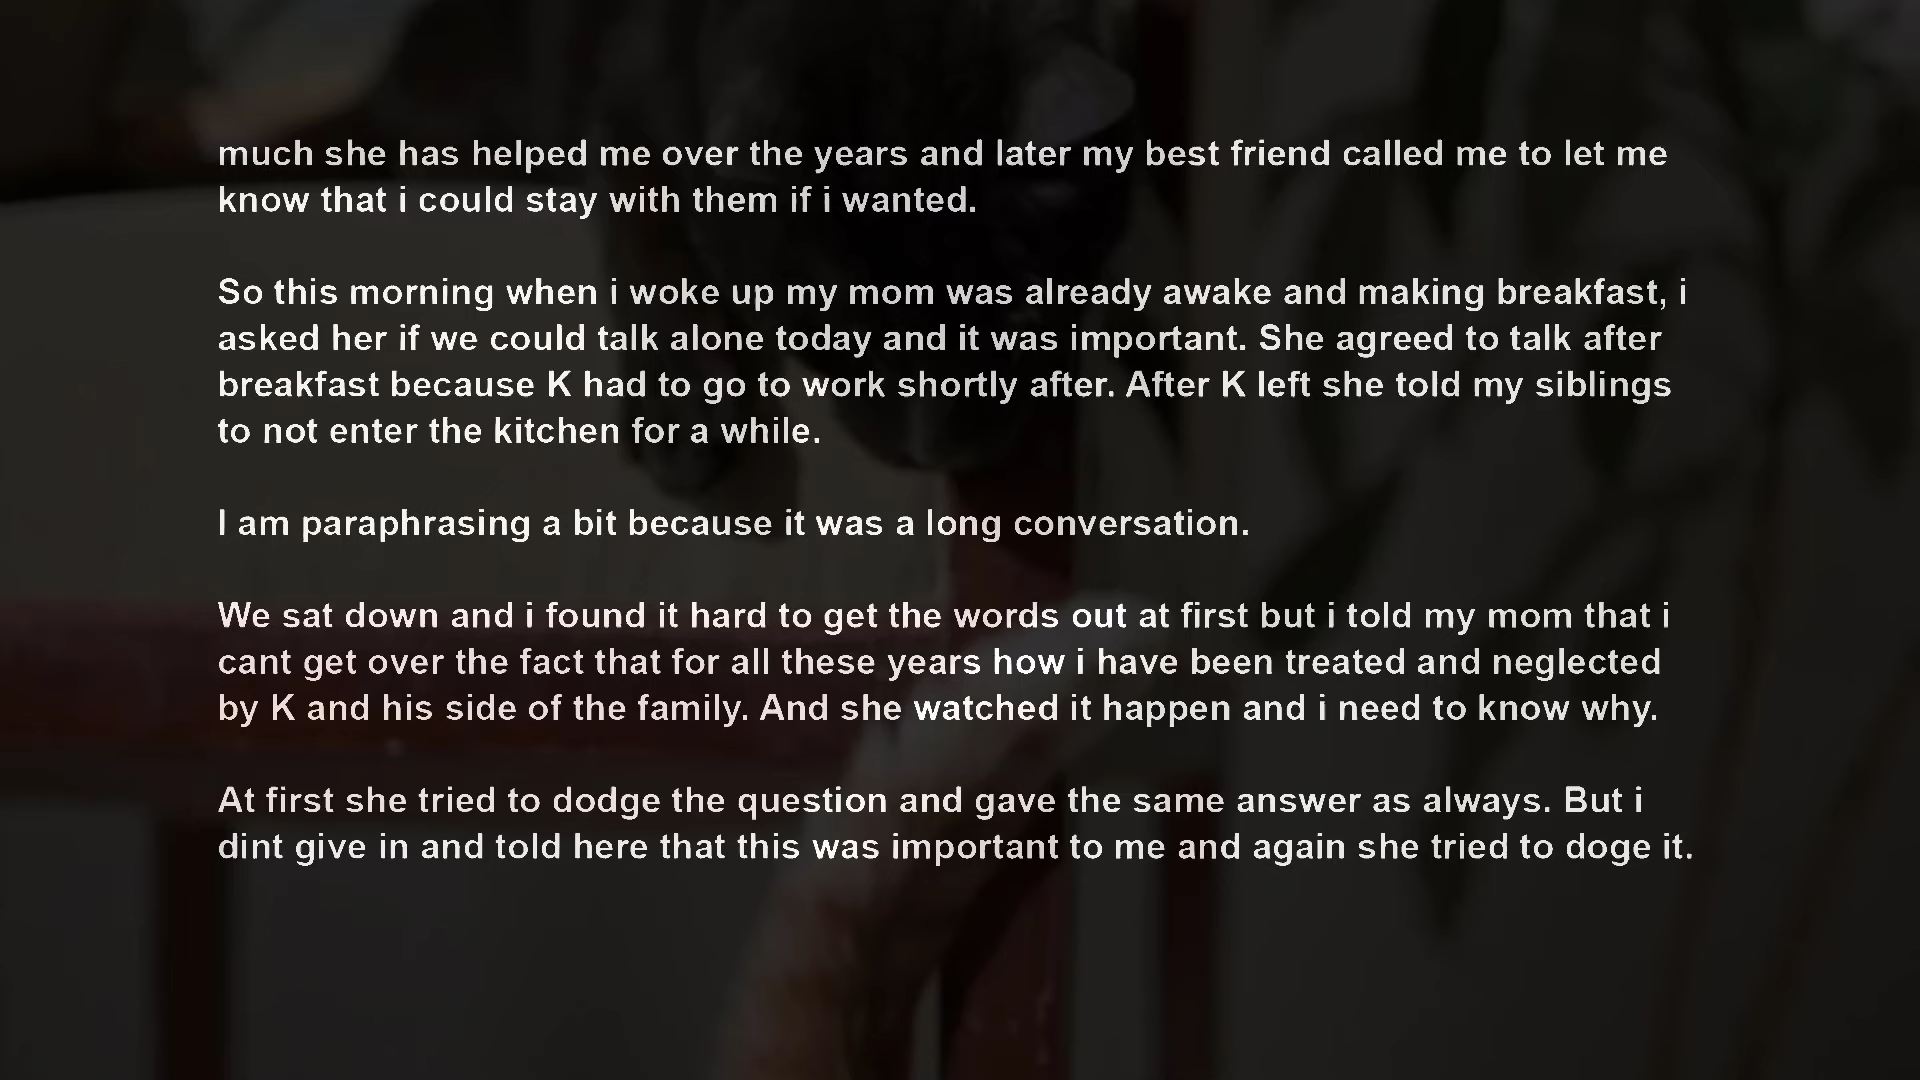 much she has helped me over the years and later my best friend called me to let me
know that i could stay with them if i wanted.
So this morning when i woke up my mom was already awake and making breakfast, i
asked her if we could talk alone today and it was important. She agreed to talk after
breakfast because K had to go to work shortly after. After K left she told my siblings
to not enter the kitchen for a while.
I am paraphrasing a bit because it was a long conversation.
We sat down and i found it hard to get the words out at first but i told my mom that i
cant get over the fact that for all these years how i have been treated and neglected
by K and his side of the family. And she watched it happen and i need to know why.
At first she tried to dodge the question and gave the same answer as always. But i
dint give in and told here that this was important to me and again she tried to doge it.